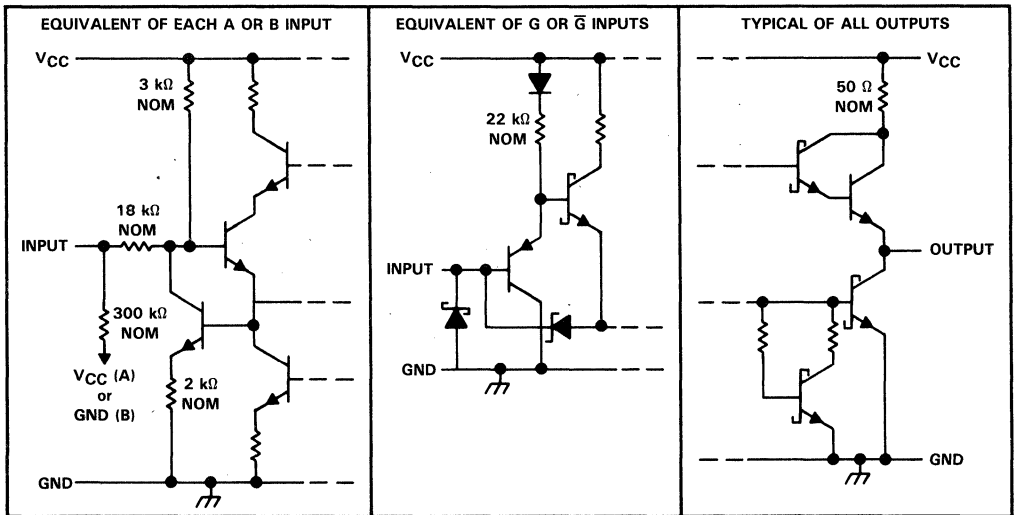 EQUIVALENT OF EACH A OR B INPUT
VCC
3 kΩ
NOM
18 kΩ
NOM
INPUT
300 kΩ
NOM
VCC (A)
or
GND (B)
2 kΩ
NOM
GND
EQUIVALENT OF G OR G̅ INPUTS
VCC
22 kΩ
NOM
INPUT
GND
TYPICAL OF ALL OUTPUTS
VCC
50 Ω
NOM
OUTPUT
GND